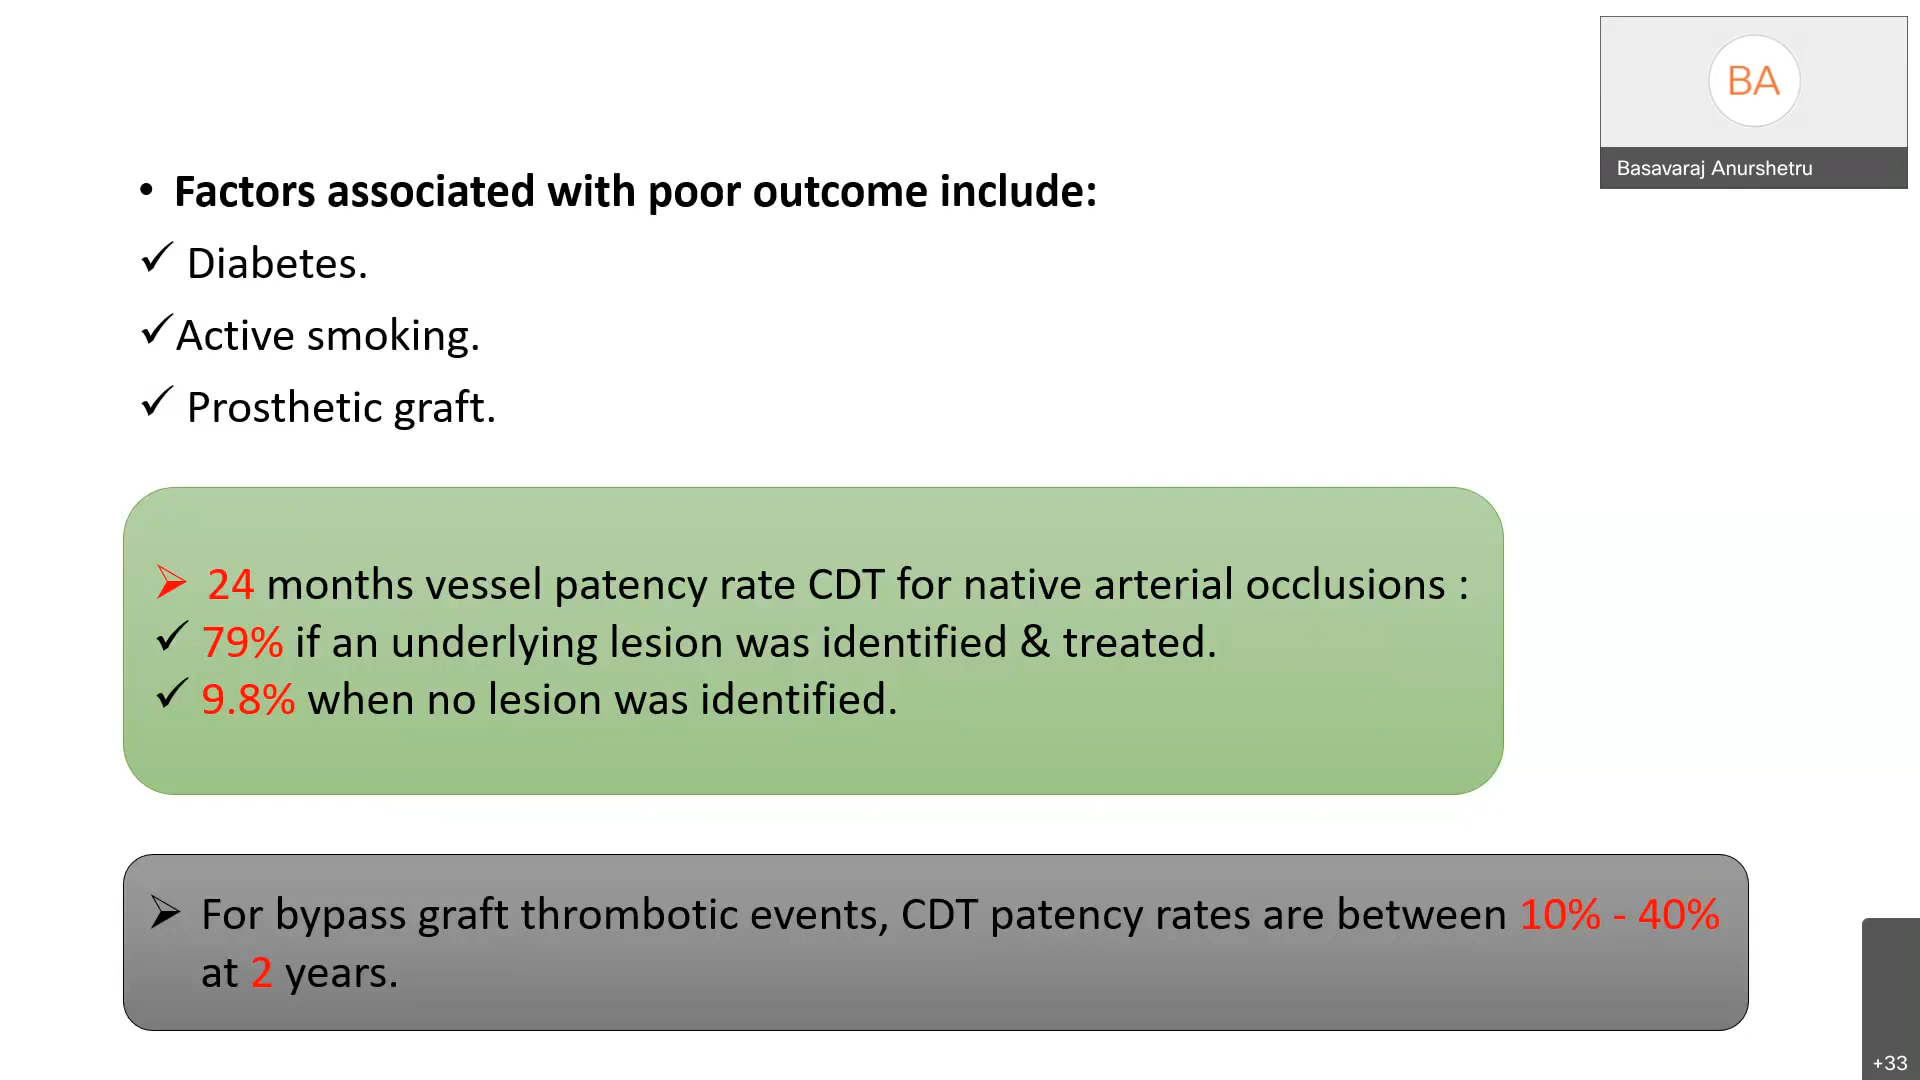 BA
Basavaraj Anurshetru
• Factors associated with poor outcome include:
✓ Diabetes.
✓Active smoking.
✓ Prosthetic graft.
➢ 24 months vessel patency rate CDT for native arterial occlusions :
✓ 79% if an underlying lesion was identified & treated.
✓ 9.8% when no lesion was identified.
➢ For bypass graft thrombotic events, CDT patency rates are between 10% - 40%
at 2 years.
+33